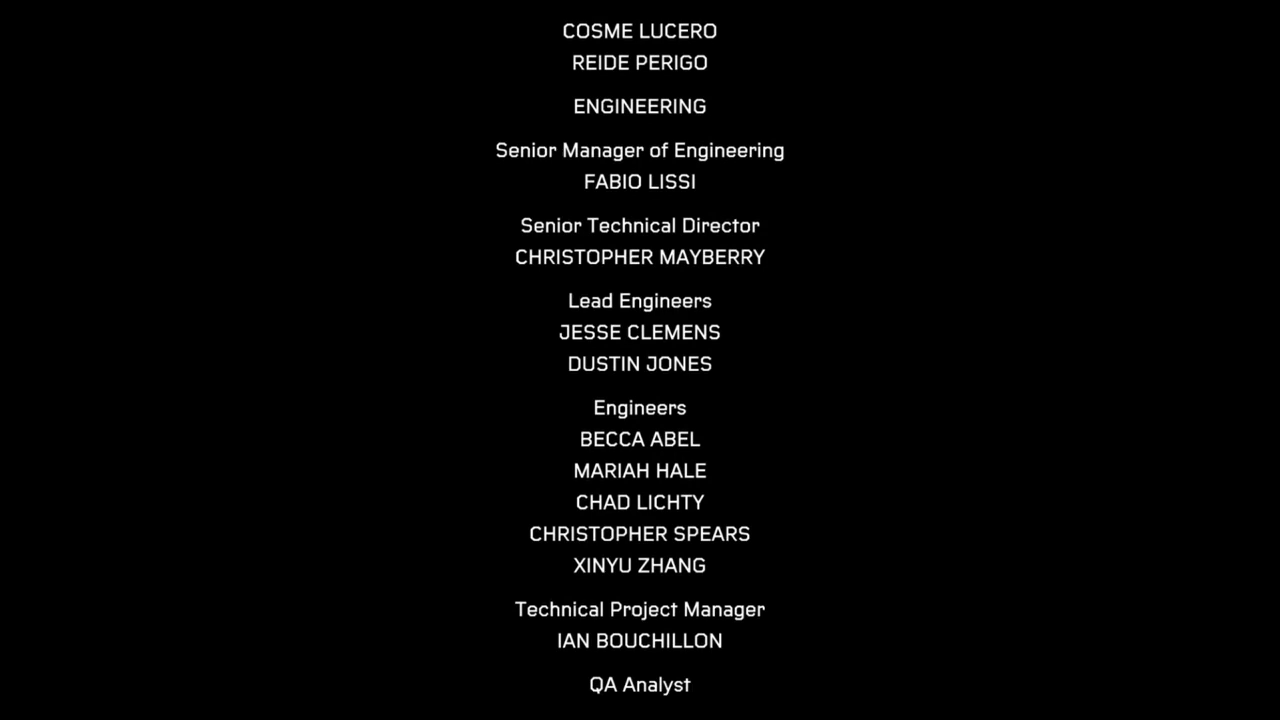 COSME LUCERO
REIDE PERIGO
ENGINEERING
Senior Manager of Engineering
FABIO LISSI
Senior Technical Director
CHRISTOPHER MAYBERRY
Lead Engineers
JESSE CLEMENS
DUSTIN JONES
Engineers
BECCA ABEL
MARIAH HALE
CHAD LICHTY
CHRISTOPHER SPEARS
XINYU ZHANG
Technical Project Manager
IAN BOUCHILLON
QA Analyst